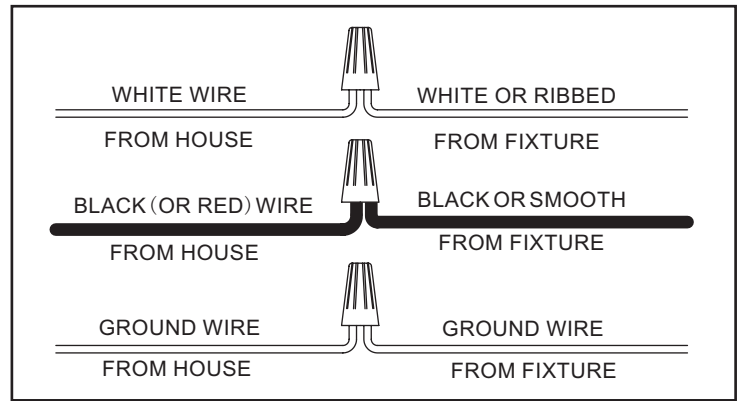 WHITE WIRE WHITE OR RIBBED
FROM HOUSE FROM FIXTURE
BLACK (OR RED) WIRE BLACK OR SMOOTH
FROM HOUSE FROM FIXTURE
GROUND WIRE GROUND WIRE
FROM HOUSE FROM FIXTURE